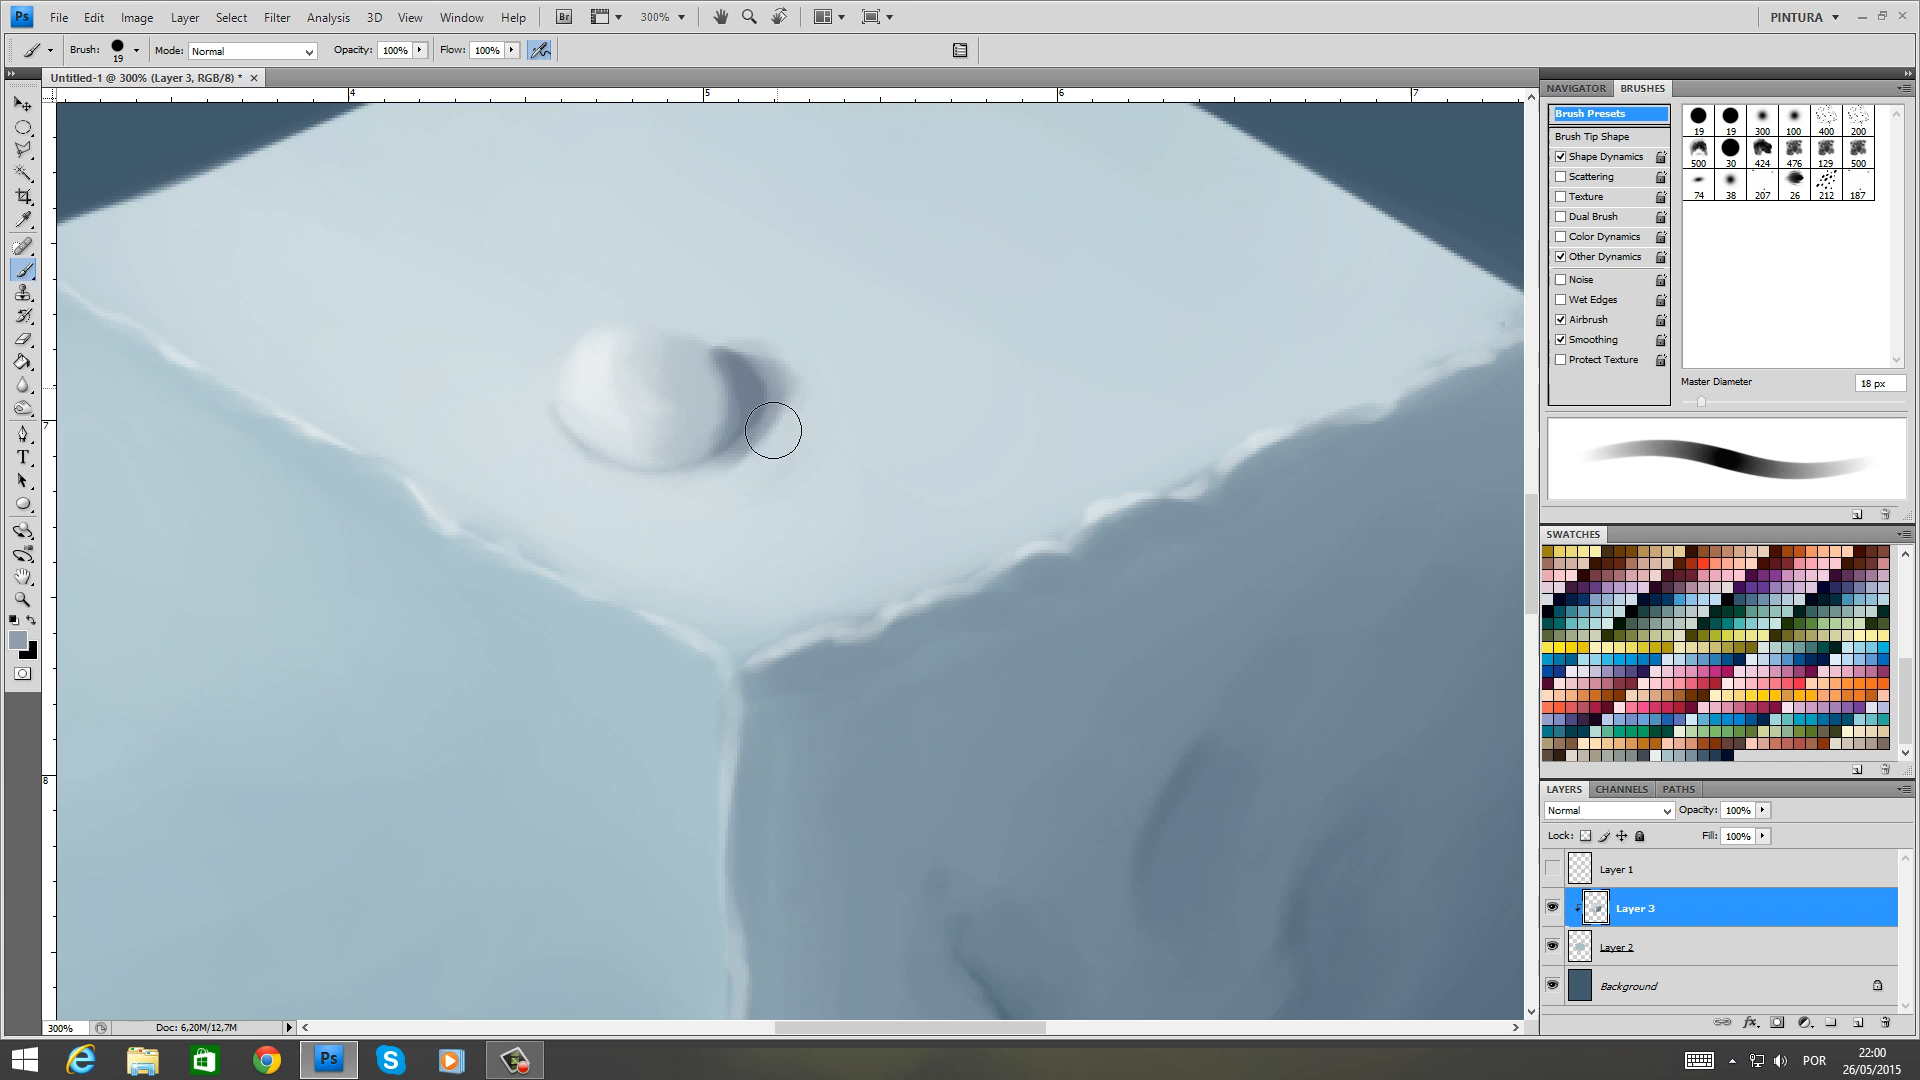 Ps File Edit Image Layer Select Filter Analysis 3D View Window Help Br 300% PINTURA
Brush: 19 Mode: Normal Opacity: 100% Flow: 100%
Untitled-1 @ 300% (Layer 3, RGB/8) *
4 5 6 7
7
8
NAVIGATOR BRUSHES
Brush Presets
Brush Tip Shape
Shape Dynamics
Scattering
Texture
Dual Brush
Color Dynamics
Other Dynamics
Noise
Wet Edges
Airbrush
Smoothing
Protect Texture
19 19 300 100 400 200
500 30 424 476 129 500
74 38 207 26 212 187
Master Diameter 18 px
SWATCHES
LAYERS CHANNELS PATHS
Normal Opacity: 100%
Lock: Fill: 100%
Layer 1
Layer 3
Layer 2
Background
fx
300% Doc: 6,20M/12,7M
Ps POR 22:00
26/05/2015